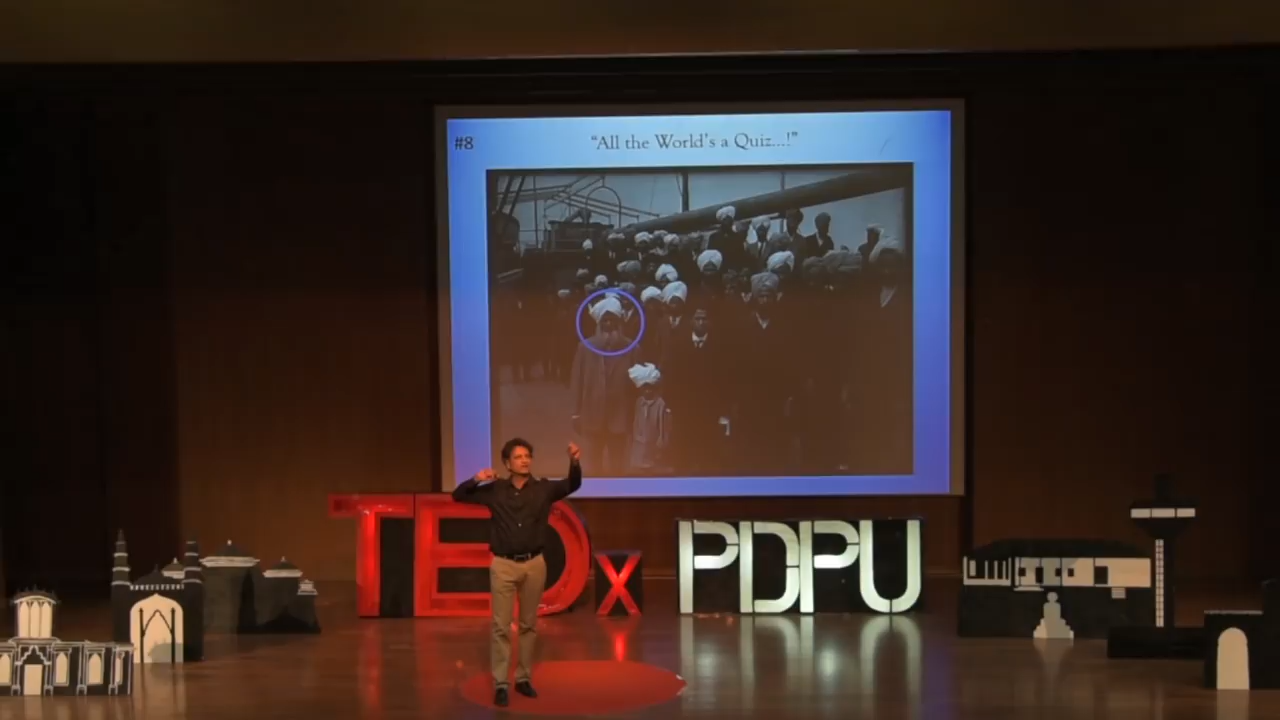 #8
“All the World’s a Quiz...!”
TEDx
PDPU